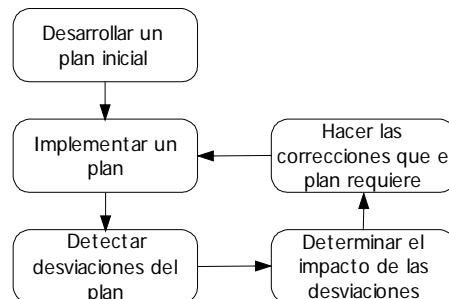 Desarrollar un
plan inicial
Implementar un
plan
Hacer las
correciones que e
plan requiere
Detectar
desviaciones del
plan
Determinar el
impacto de las
desviaciones